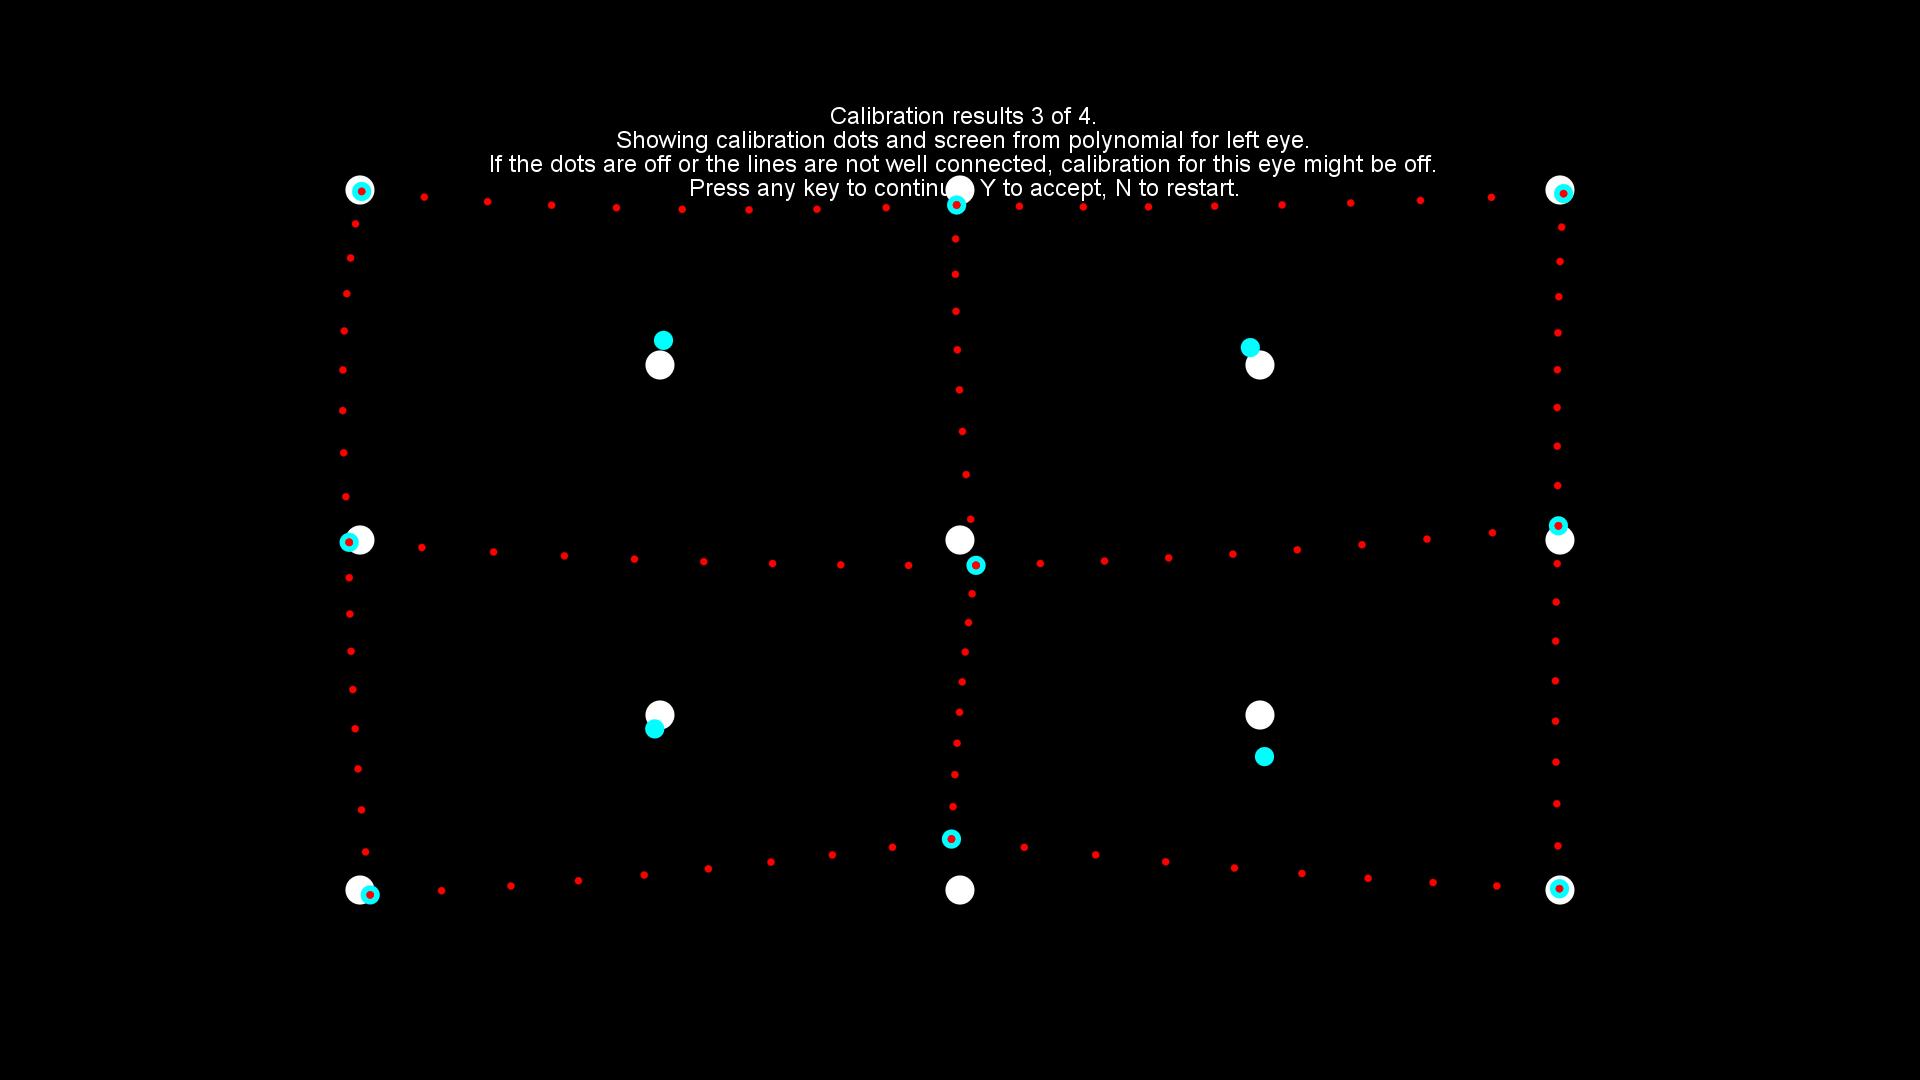 Calibration results 3 of 4.
Showing calibration dots and screen from polynomial for left eye.
If the dots are off or the lines are not well connected, calibration for this eye might be off.
Press any key to continu Y to accept, N to restart.